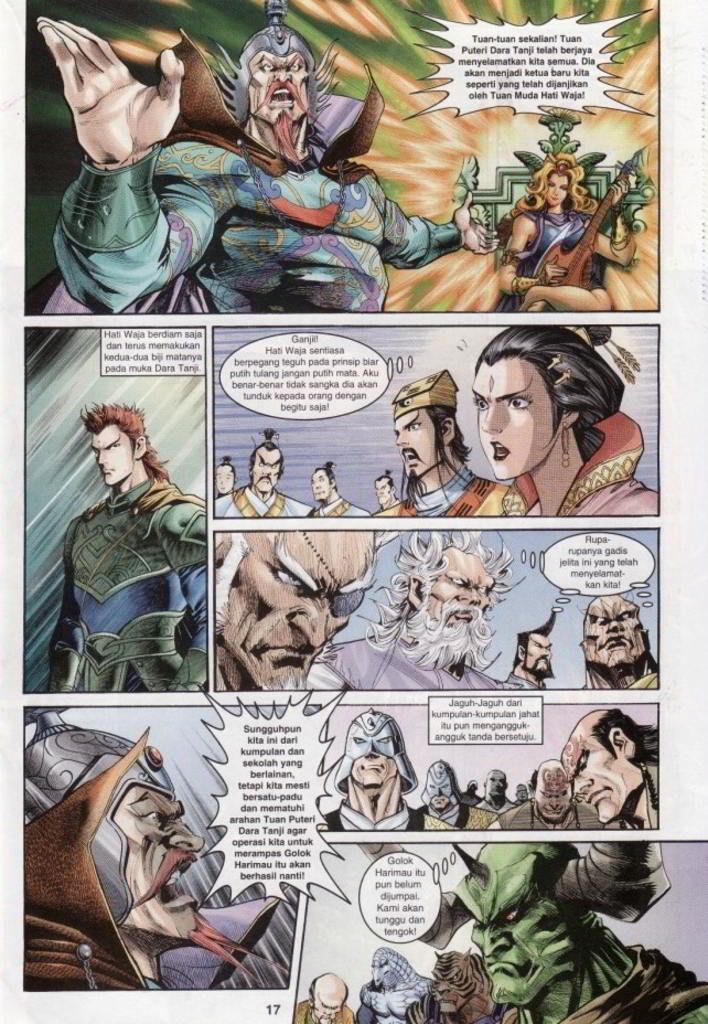 Tuan-tuan sekalian! Tuan
Puteri Dara Tanji telah berjaya
menyelamatkan kita semua. Dia
akan menjadi ketua baru kita
seperti yang telah dijanjikan
oleh Tuan Muda Hati Waja!
Hati Waja berdiam saja
dan terus memakukan
kedua-dua biji matanya
pada muka Dara Tanji.
Ganjil!
Hati Waja sentiasa
berpegang teguh pada prinsip biar
putih tulang jangan putih mata. Aku
benar-benar tidak sangka dia akan
tunduk kepada orang dengan
begitu saja!
Rupa-
rupanya gadis
jelita ini yang telah
menyelamat-
kan kita!
Sungguhpun
kita ini dari
kumpulan dan
sekolah yang
berlainan,
tetapi kita mesti
bersatu-padu
dan mematuhi
arahan Tuan Puteri
Dara Tanji agar
operasi kita untuk
merampas Golok
Harimau itu akan
berhasil nanti!
Jaguh-Jaguh dari
kumpulan-kumpulan jahat
itu pun mengangguk-
angguk tanda bersetuju.
Golok
Harimau itu
pun belum
dijumpai.
Kami akan
tunggu dan
tengok!
17